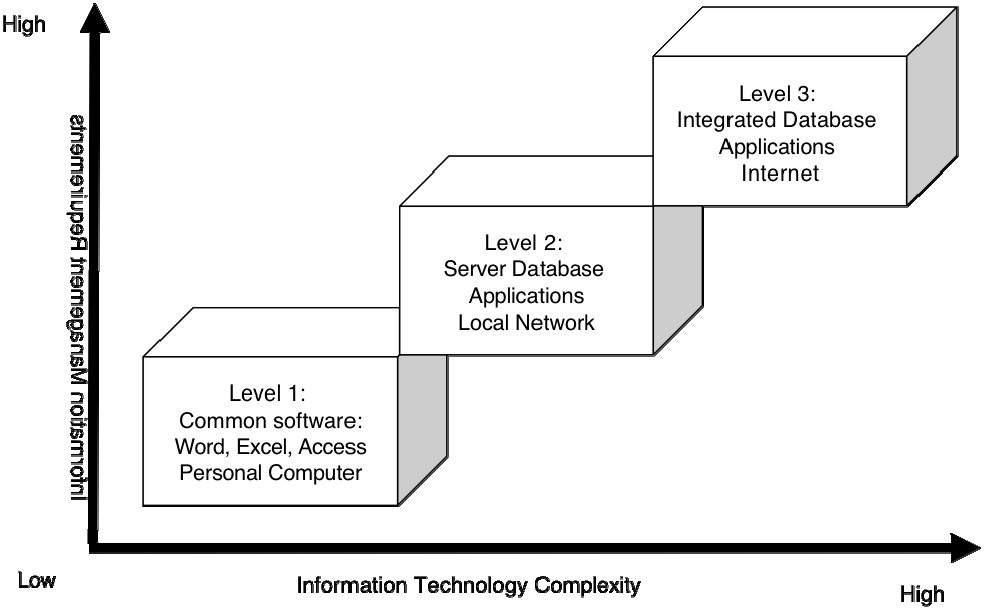 High
Information Management Requirements
Level 3:
Integrated Database
Applications
Internet
Level 2:
Server Database
Applications
Local Network
Level 1:
Common software:
Word, Excel, Access
Personal Computer
Low
Information Technology Complexity
High